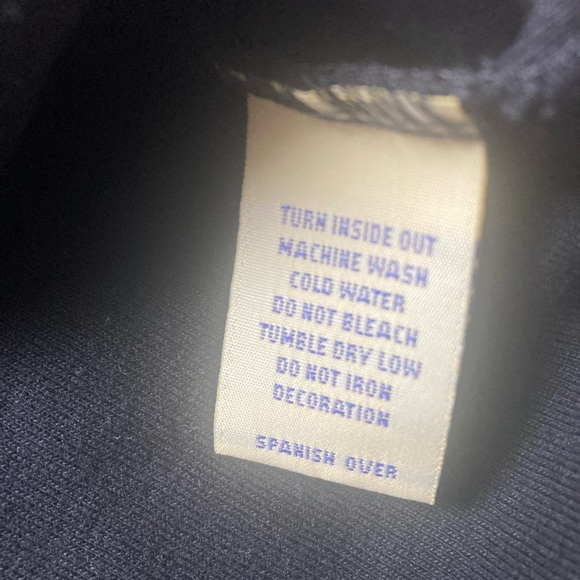 TURN INSIDE OUT
MACHINE WASH
COLD WATER
DO NOT BLEACH
TUMBLE DRY LOW
DO NOT IRON
DECORATION
SPANISH OVER